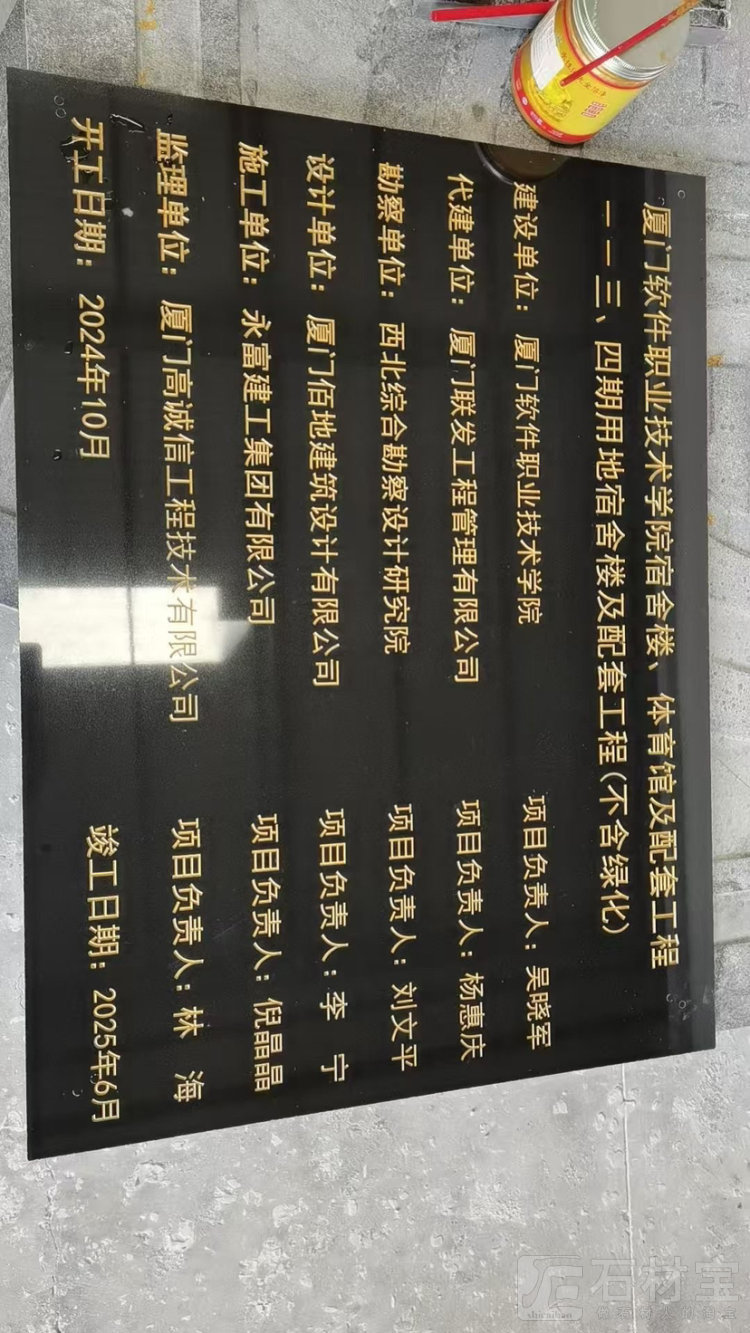 厦门软件职业技术学院宿舍楼、体育馆及配套工程
一一三、四期用地宿舍楼及配套工程(不含绿化)
建设单位：厦门软件职业技术学院 项目负责人：吴晓军
代建单位：厦门联发工程管理有限公司 项目负责人：杨惠庆
勘察单位：西北综合勘察设计研究院 项目负责人：刘文平
设计单位：厦门佰地建筑设计有限公司 项目负责人：李 宁
施工单位：永富建工集团有限公司 项目负责人：倪晶晶
监理单位：厦门高诚信工程技术有限公司 项目负责人：林 海
开工日期：2024年10月 竣工日期：2025年6月
石材宝
shicaibao